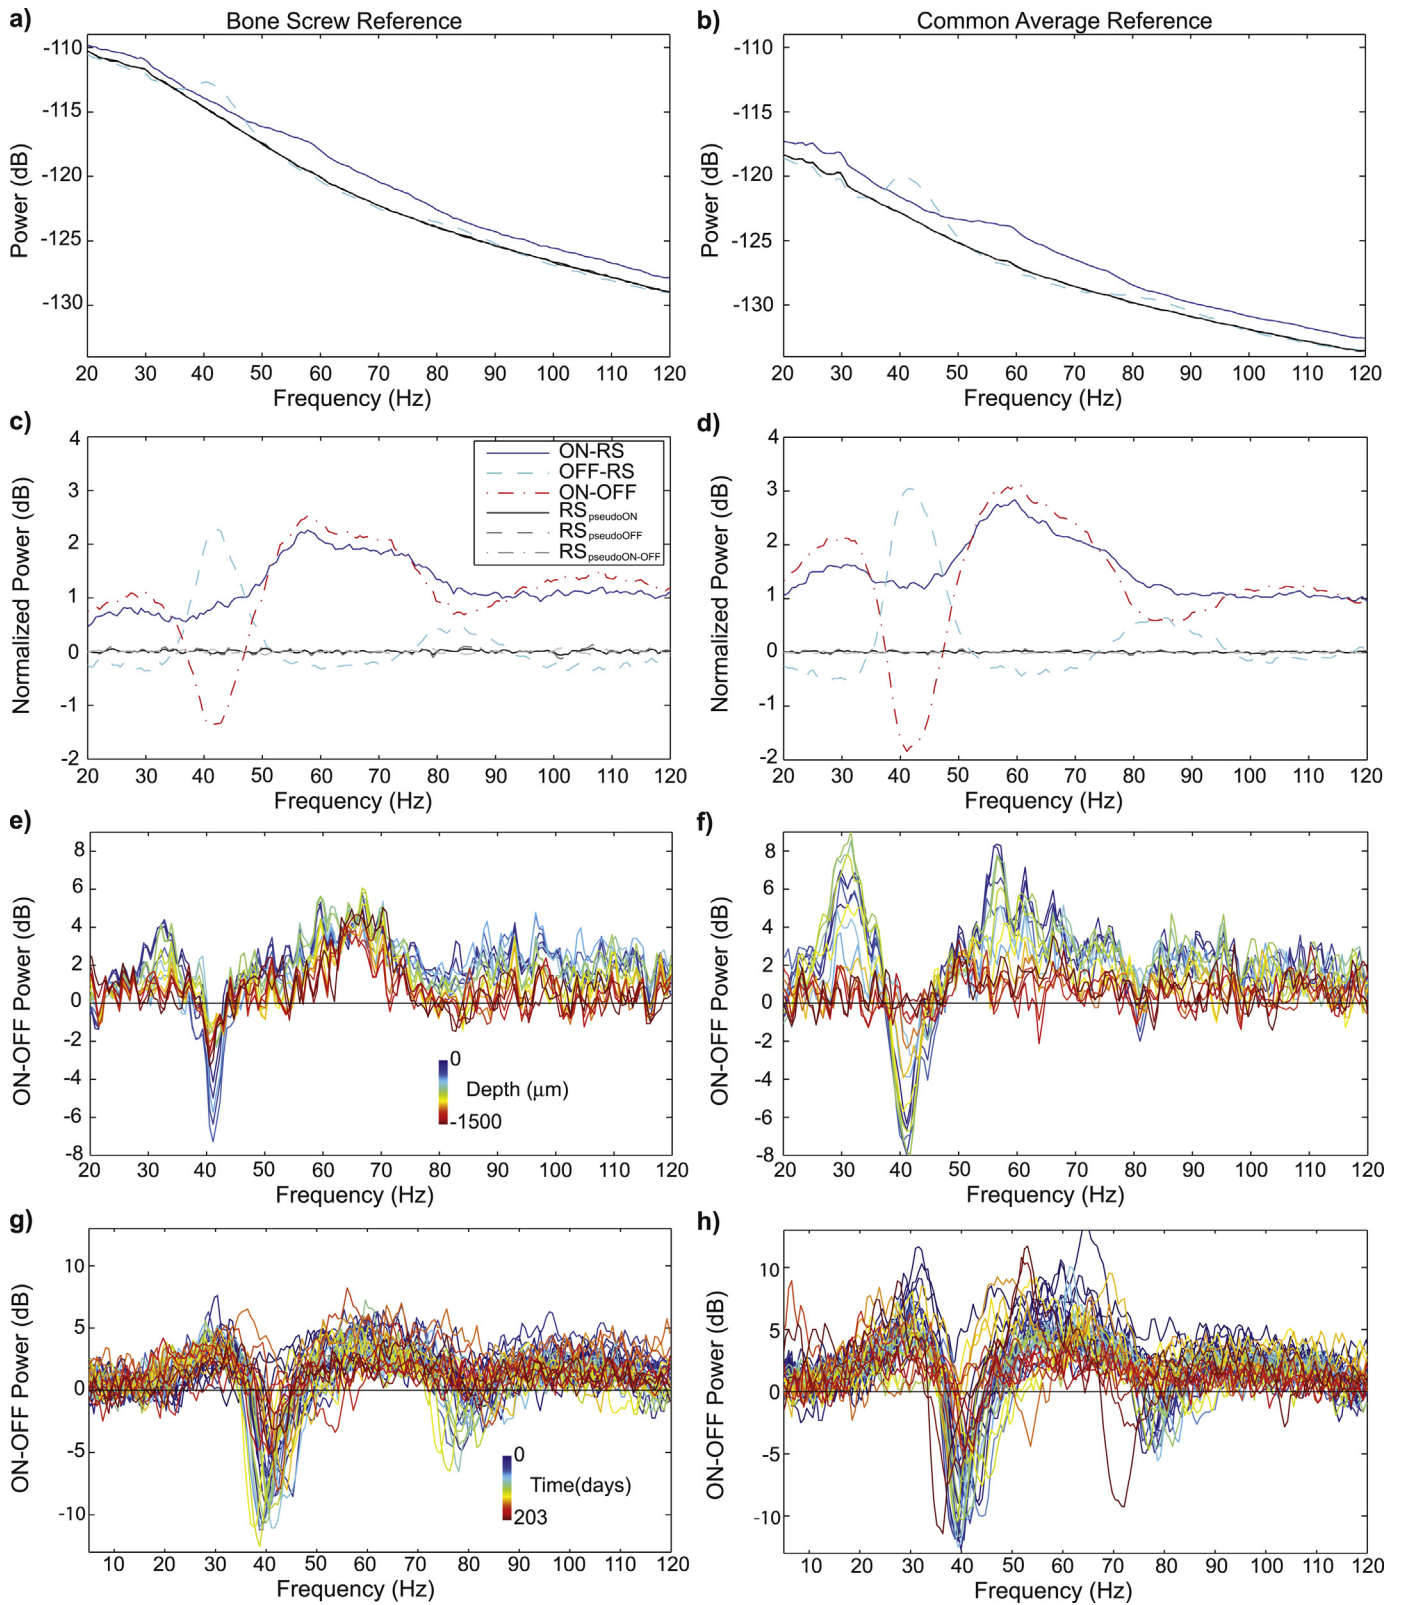 a)
Bone Screw Reference
-110
-115
-120
-125
-130
Power (dB)
20 30 40 50 60 70 80 90 100 110 120
Frequency (Hz)
b)
Common Average Reference
-110
-115
-120
-125
-130
Power (dB)
20 30 40 50 60 70 80 90 100 110 120
Frequency (Hz)
c)
4
3
2
1
0
-1
-2
Normalized Power (dB)
ON-RS
OFF-RS
ON-OFF
RS pseudoON
RS pseudoOFF
RS pseudoON-OFF
20 30 40 50 60 70 80 90 100 110 120
Frequency (Hz)
d)
4
3
2
1
0
-1
-2
Normalized Power (dB)
20 30 40 50 60 70 80 90 100 110 120
Frequency (Hz)
e)
8
6
4
2
0
-2
-4
-6
-8
ON-OFF Power (dB)
0
Depth (μm)
-1500
20 30 40 50 60 70 80 90 100 110 120
Frequency (Hz)
f)
8
6
4
2
0
-2
-4
-6
-8
ON-OFF Power (dB)
20 30 40 50 60 70 80 90 100 110 120
Frequency (Hz)
g)
10
5
0
-5
-10
ON-OFF Power (dB)
0
Time(days)
203
10 20 30 40 50 60 70 80 90 100 110 120
Frequency (Hz)
h)
10
5
0
-5
-10
ON-OFF Power (dB)
10 20 30 40 50 60 70 80 90 100 110 120
Frequency (Hz)